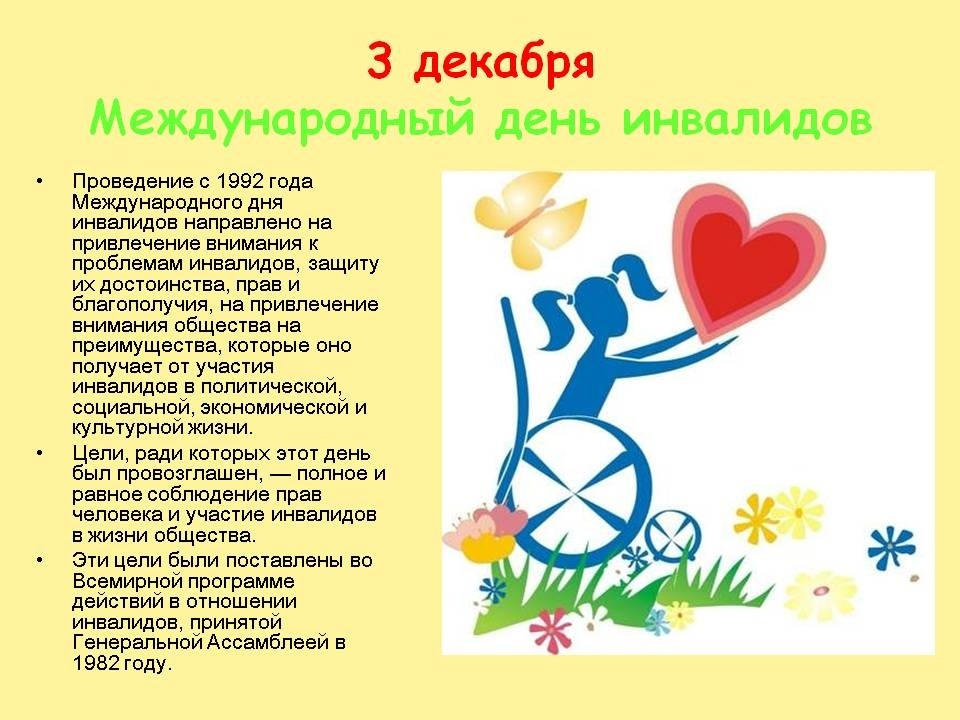 3 декабря
Международный день инвалидов
• Проведение с 1992 года
Международного дня
инвалидов направлено на
привлечение внимания к
проблемам инвалидов, защиту
их достоинства, прав и
благополучия, на привлечение
внимания общества на
преимущества, которые оно
получает от участия
инвалидов в политической,
социальной, экономической и
культурной жизни.
• Цели, ради которых этот день
был провозглашен, — полное и
равное соблюдение прав
человека и участие инвалидов
в жизни общества.
• Эти цели были поставлены во
Всемирной программе
действий в отношении
инвалидов, принятой
Генеральной Ассамблеей в
1982 году.